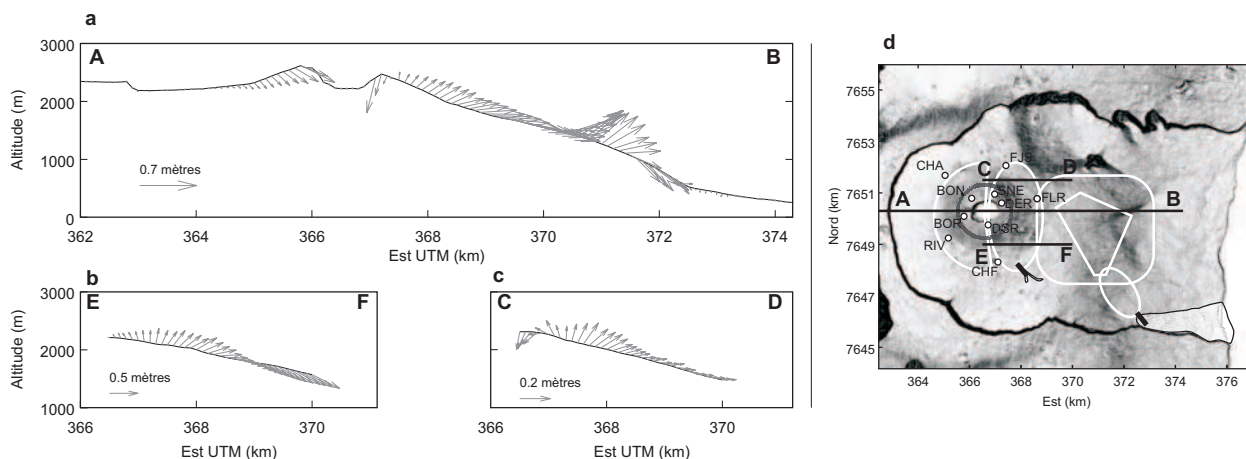 a
A
B
3000
2000
1000
0
Altitude (m)
0.7 mètres
362
364
366
368
370
372
374
Est UTM (km)
b
E
F
3000
2000
1000
Altitude (m)
0.5 mètres
366
368
370
Est UTM (km)
c
C
D
0.2 mètres
366
368
370
Est UTM (km)
d
7655
7653
7651
7649
7647
7645
Nord (km)
CHA
FJS
C
D
BON
SNE
DER
FLR
A
B
BOR
DSR
RIV
E
F
CHF
364
366
368
370
372
374
376
Est (km)